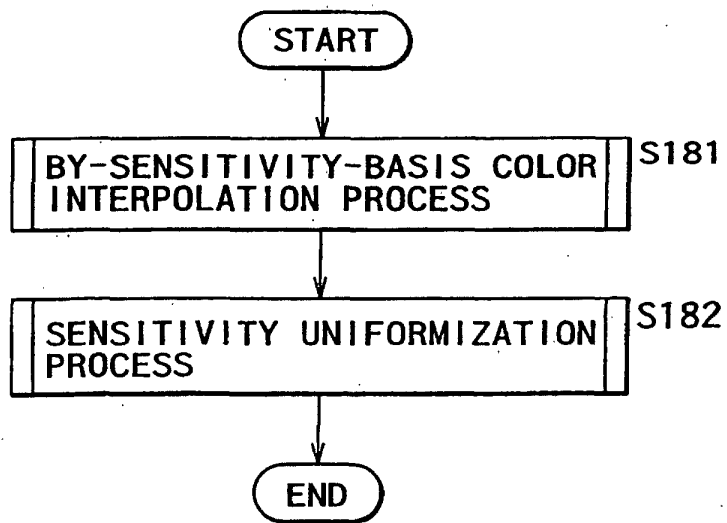 START
BY-SENSITIVITY-BASIS COLOR
INTERPOLATION PROCESS
S181
SENSITIVITY UNIFORMIZATION
PROCESS
S182
END